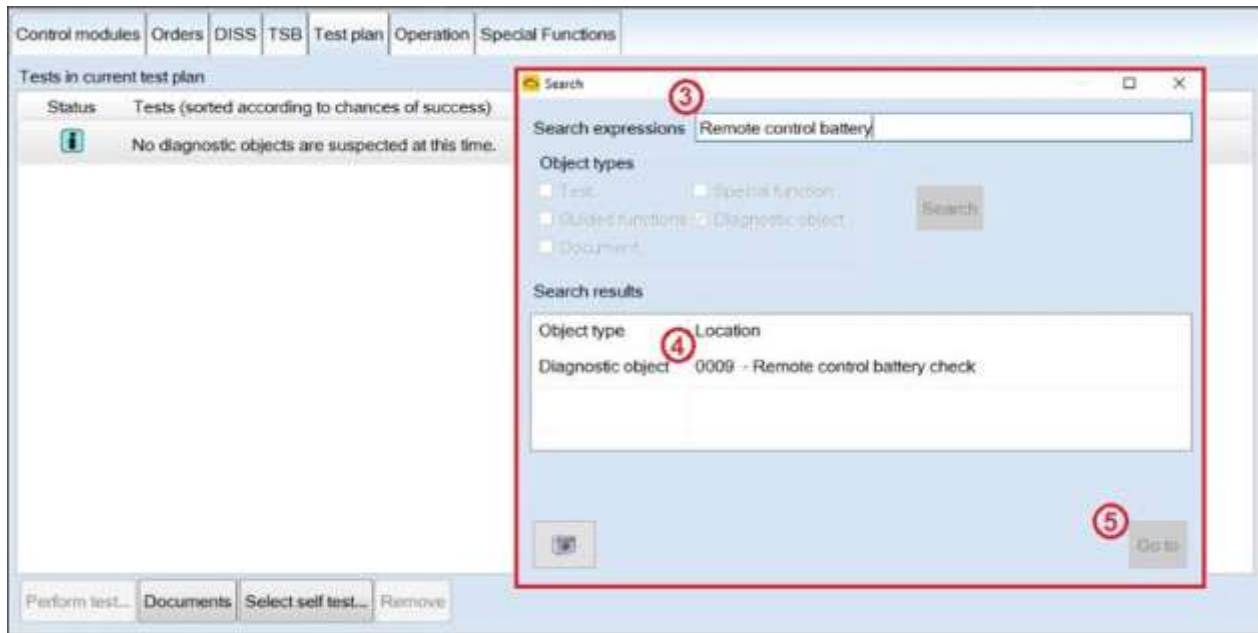 Control modules Orders DISS TSB Test plan Operation Special Functions
Tests in current test plan
Status Tests (sorted according to chances of success)
No diagnostic objects are suspected at this time.
Search
3
Search expressions Remote control battery
Object types
Test Special function
Guided functions Diagnostic object
Document
Search
Search results
Object type Location
4
Diagnostic object 0009 - Remote control battery check
5
Go to
Perform test... Documents Select self test... Remove